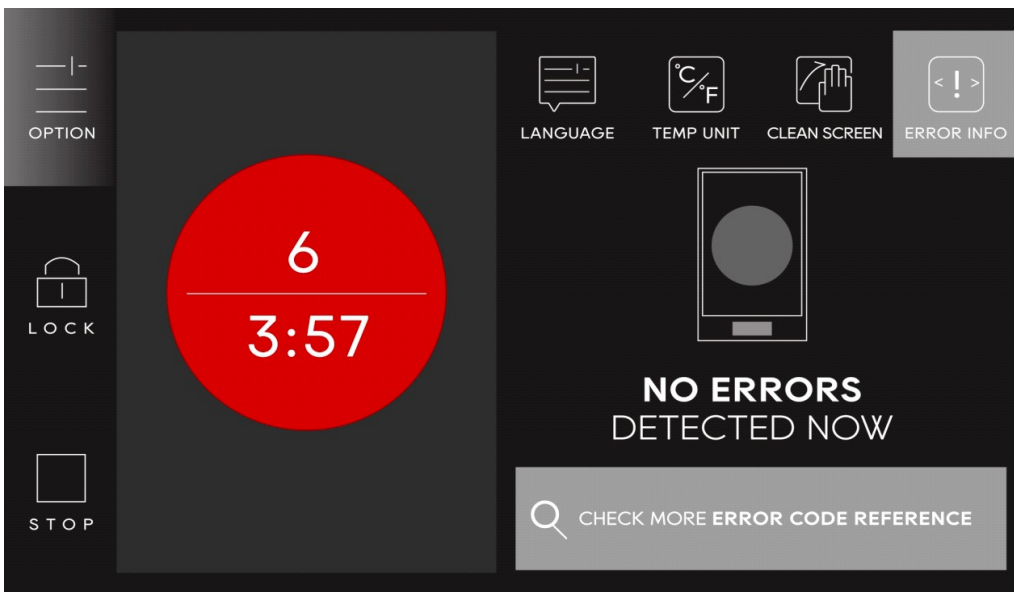 OPTION
LOCK
STOP
6
3:57
LANGUAGE
TEMP UNIT
CLEAN SCREEN
ERROR INFO
°C/°F
<!>
NO ERRORS
DETECTED NOW
CHECK MORE ERROR CODE REFERENCE